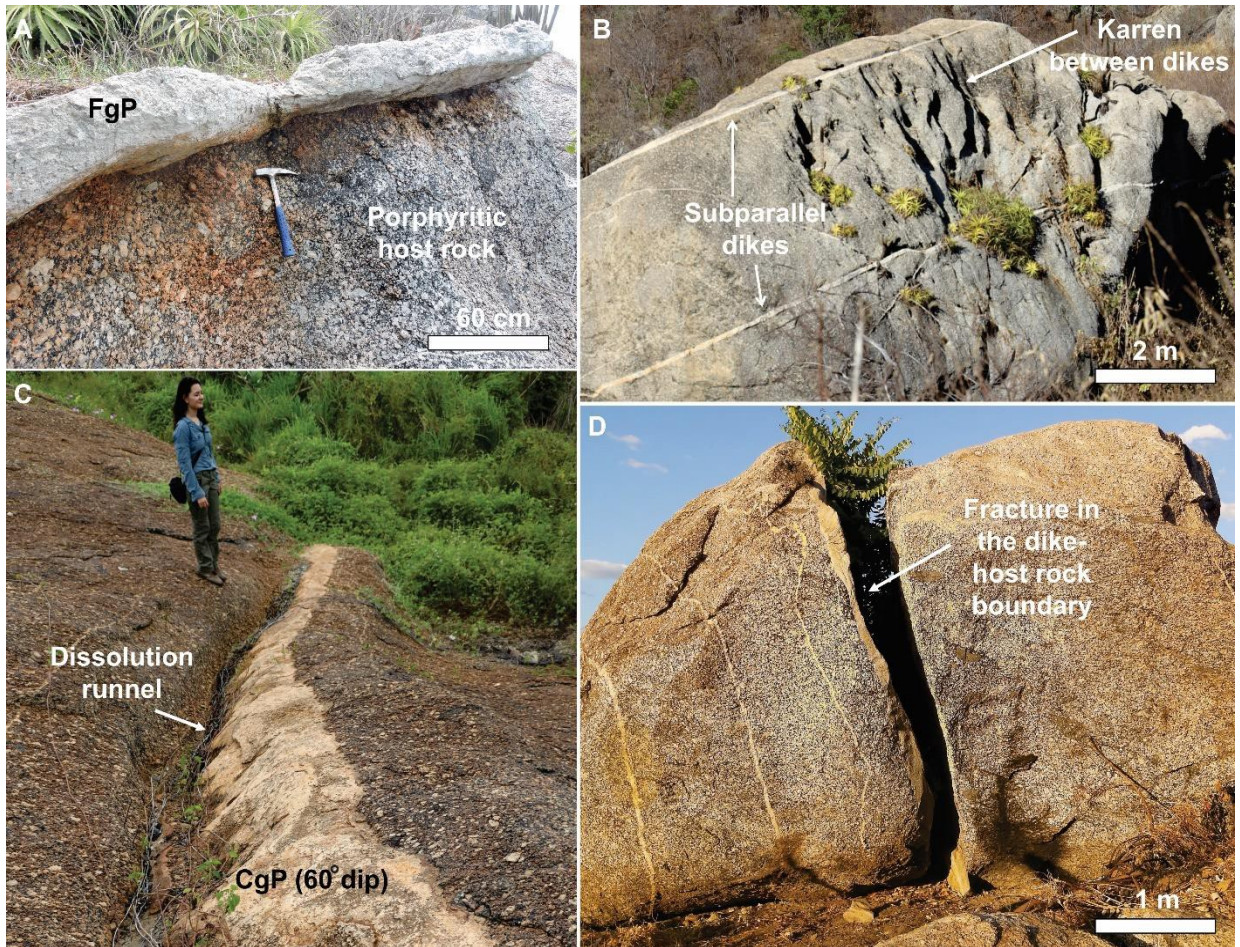 A
FgP
Porphyritic
host rock
60 cm
B
Karren
between dikes
Subparallel
dikes
2 m
C
Dissolution
runnel
CgP (60° dip)
D
Fracture in
the dike-
host rock
boundary
1 m